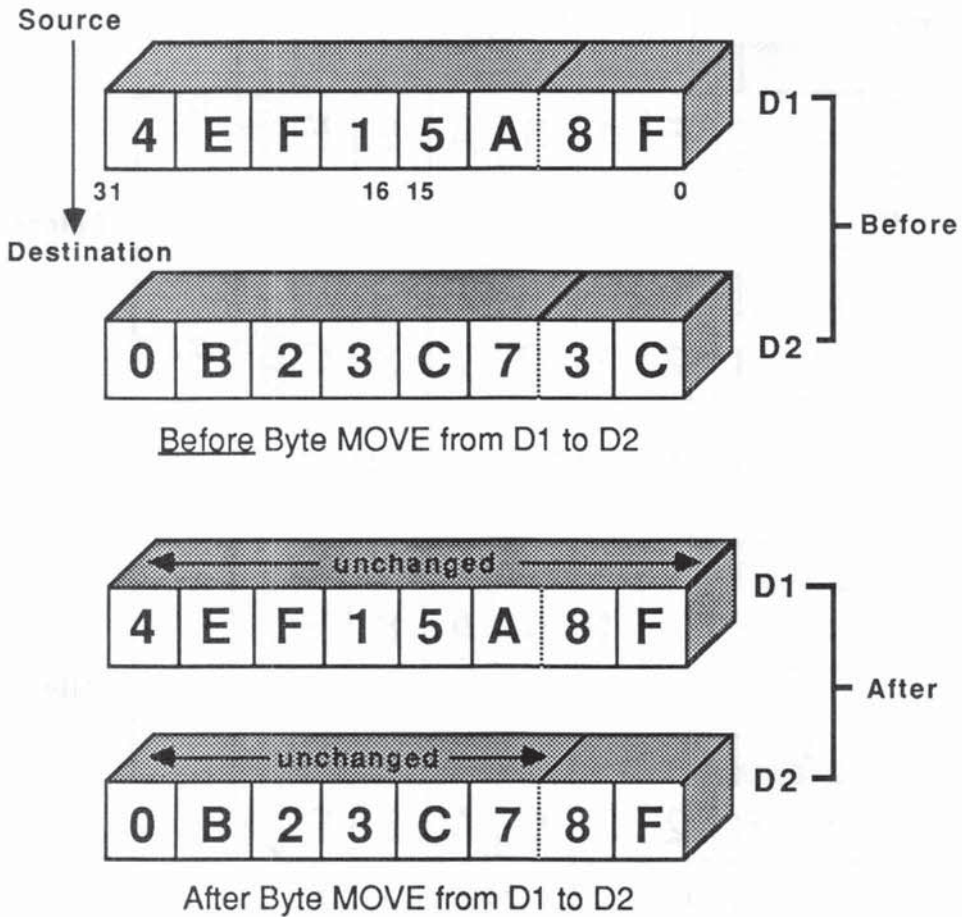 Source
4 E F 1 5 A 8 F
D1
31 16 15 0
Before
Destination
0 B 2 3 C 7 3 C
D2
Before Byte MOVE from D1 to D2
unchanged
D1
4 E F 1 5 A 8 F
After
unchanged
D2
0 B 2 3 C 7 8 F
After Byte MOVE from D1 to D2